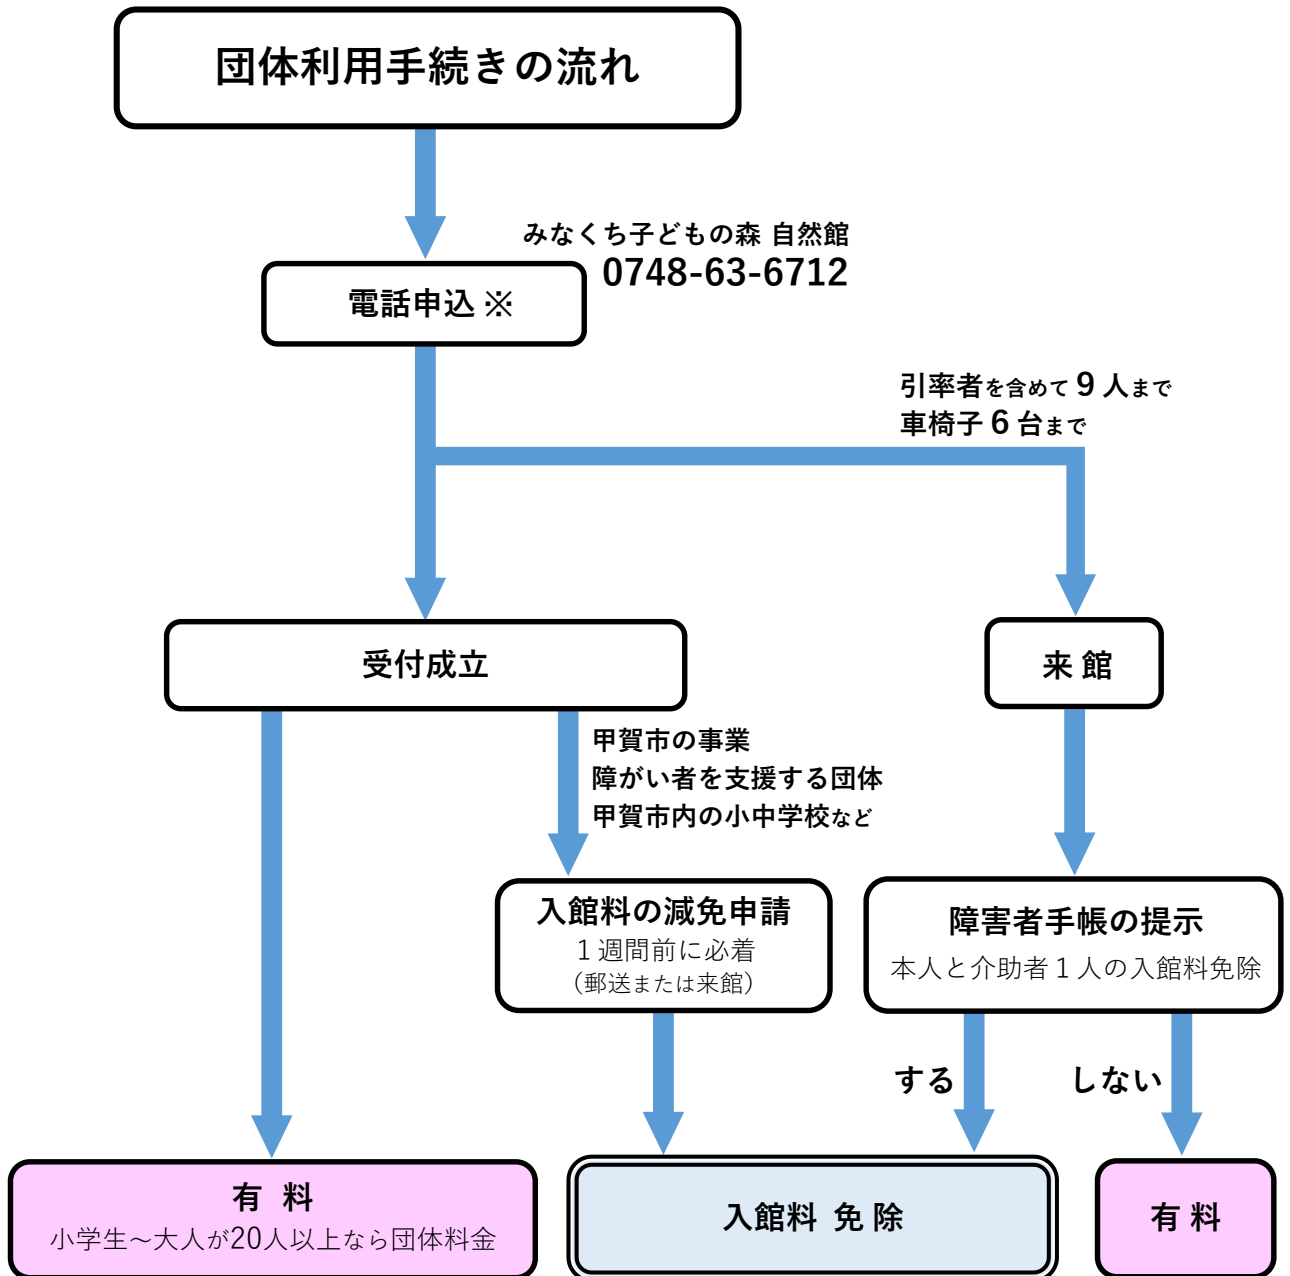 団体利用手続きの流れ
みなくち子どもの森 自然館
0748-63-6712
電話申込 ※
引率者を含めて 9 人まで
車椅子 6 台まで
受付成立
来 館
甲賀市の事業
障がい者を支援する団体
甲賀市内の小中学校など
入館料の減免申請
1 週間前に必着
（郵送または来館）
障害者手帳の提示
本人と介助者 1 人の入館料免除
する
しない
有 料
小学生～大人が20人以上なら団体料金
入館料 免 除
有 料